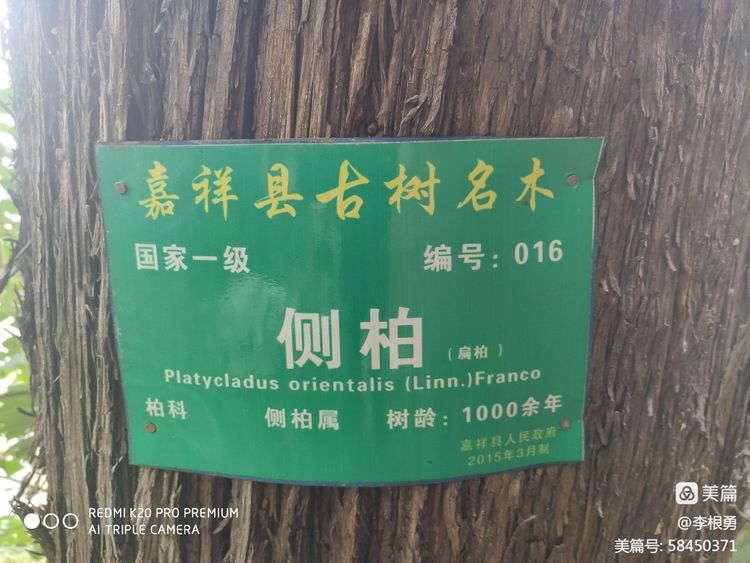 嘉祥县古树名木
国家一级 编号：016
侧柏（扁柏）
Platycladus orientalis (Linn.)Franco
柏科 侧柏属 树龄：1000余年
嘉祥县人民政府
2015年3月制
REDMI K20 PRO PREMIUM
AI TRIPLE CAMERA
美篇
@李根勇
美篇号: 58450371